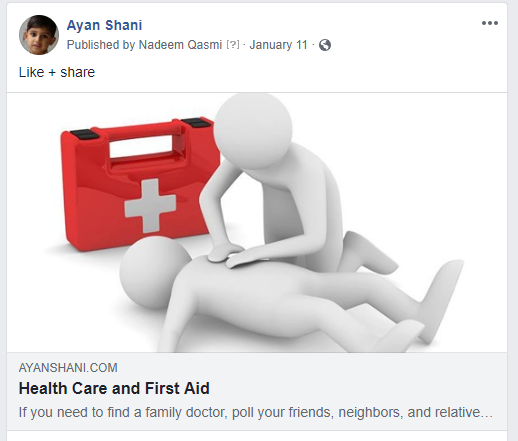 Ayan Shani
Published by Nadeem Qasmi [?] · January 11 ·
Like + share
AYANSHANI.COM
Health Care and First Aid
If you need to find a family doctor, poll your friends, neighbors, and relative…